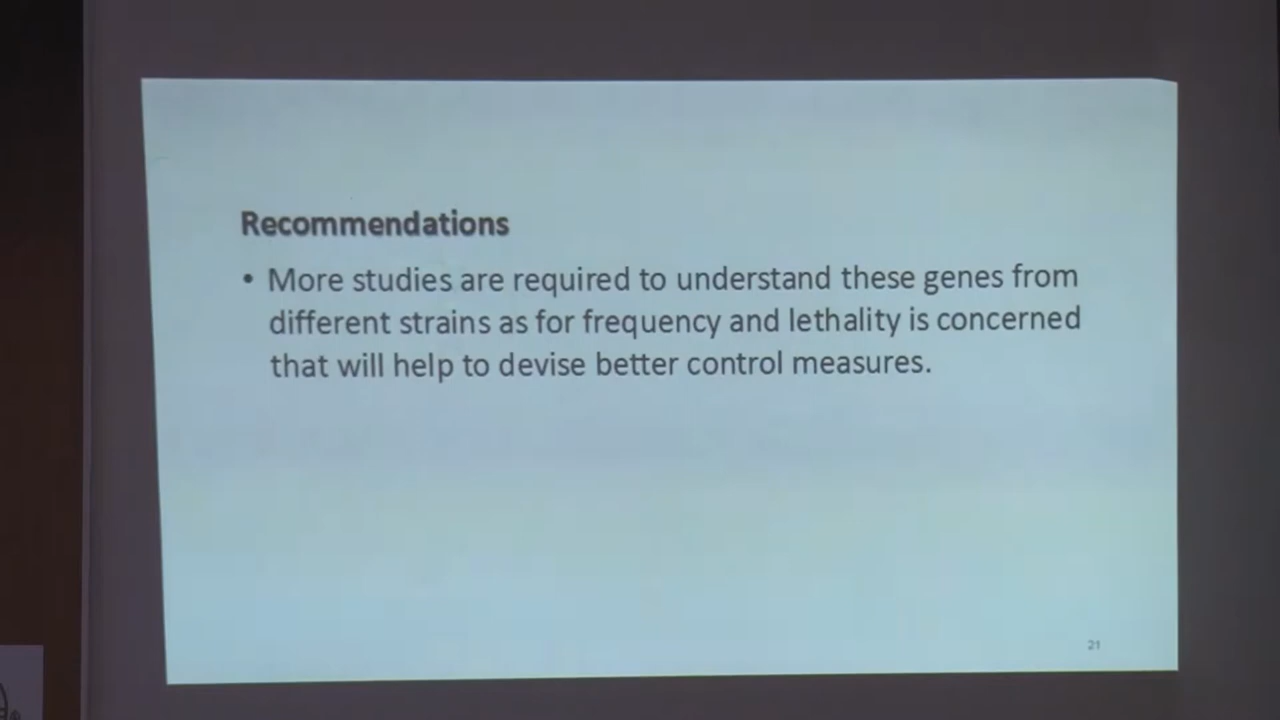 Recommendations
• More studies are required to understand these genes from
different strains as for frequency and lethality is concerned
that will help to devise better control measures.
21